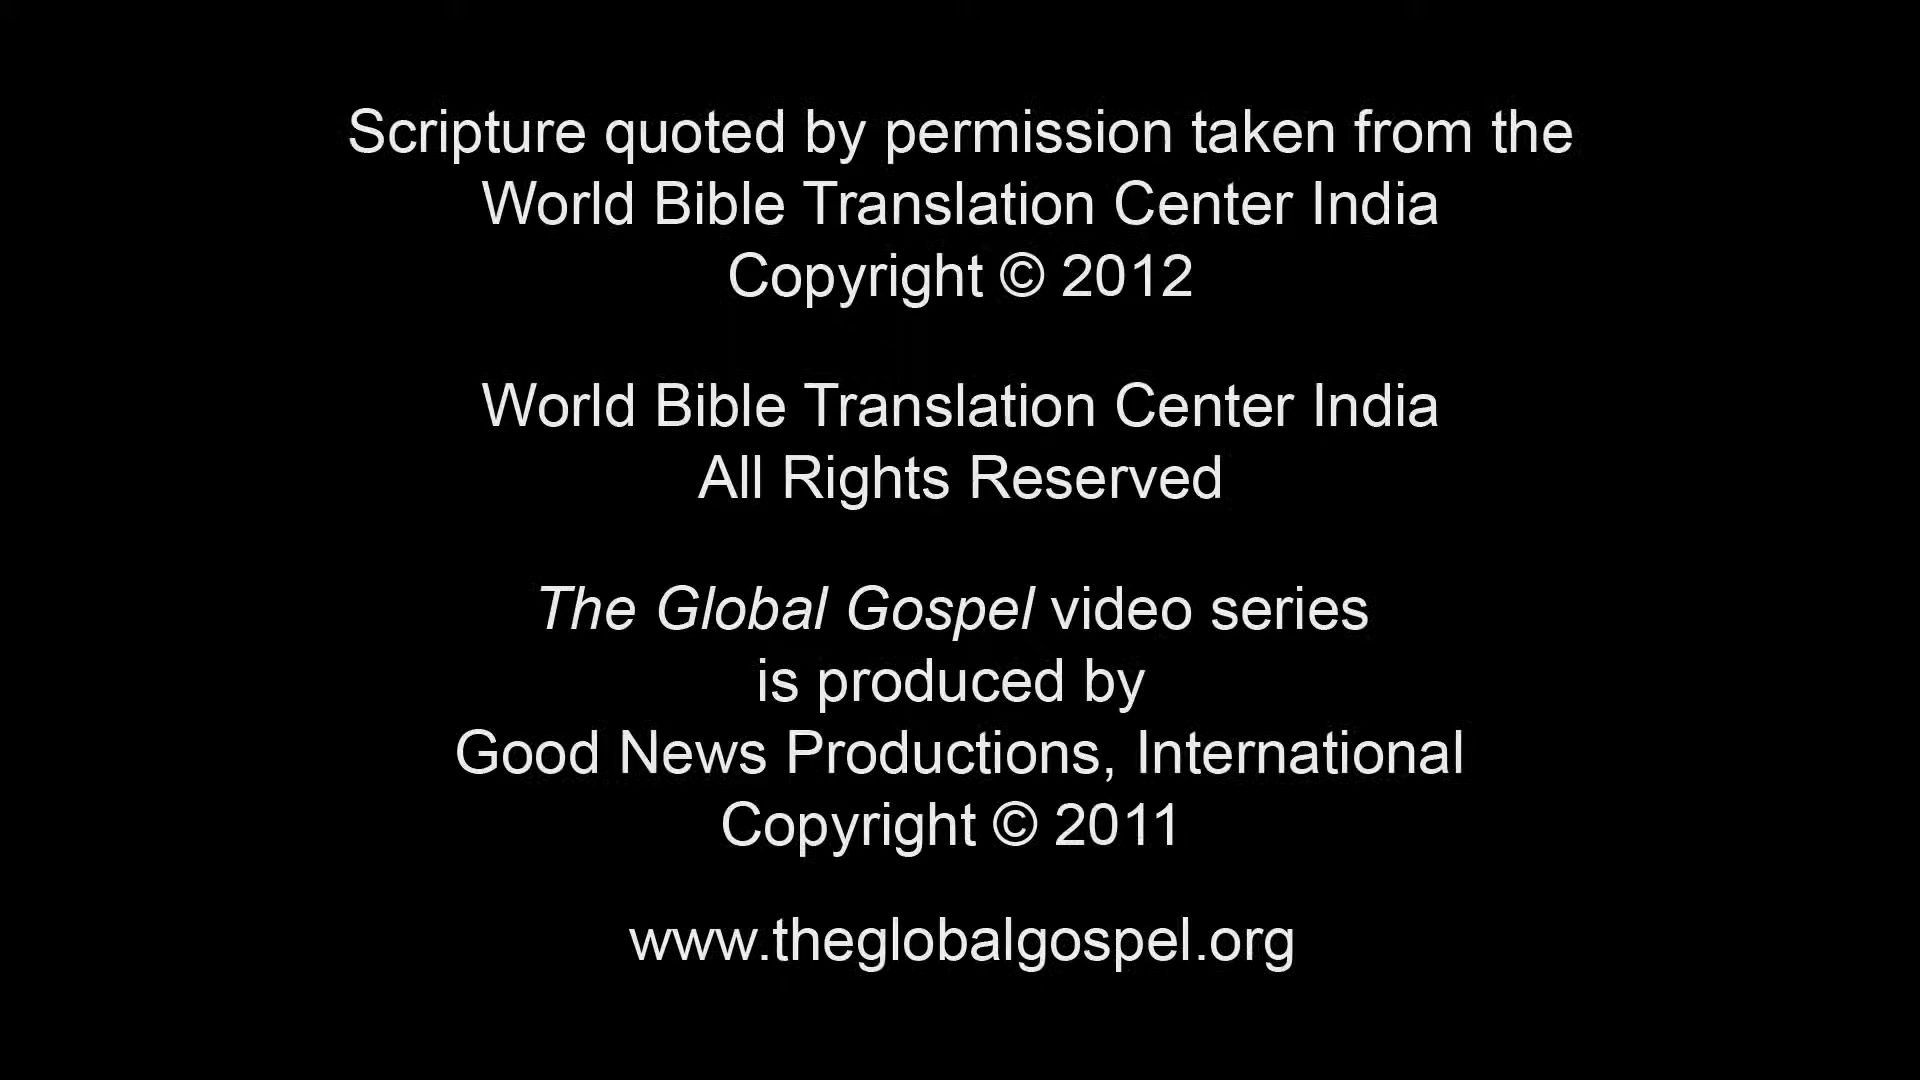 Scripture quoted by permission taken from the
World Bible Translation Center India
Copyright © 2012
World Bible Translation Center India
All Rights Reserved
The Global Gospel video series
is produced by
Good News Productions, International
Copyright © 2011
www.theglobalgospel.org